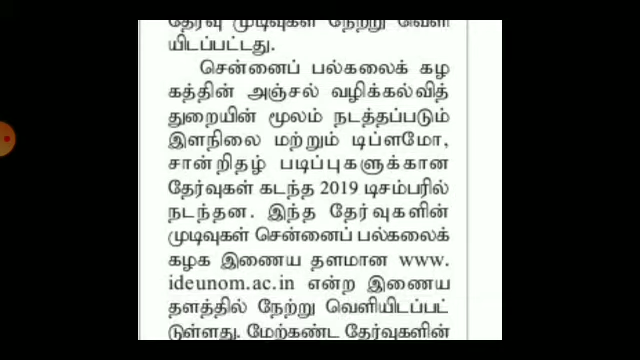 தேர்வு முடிவுகள் நேற்று வெளி
யிடப்பட்டது.
சென்னைப் பல்கலைக் கழ
கத்தின் அஞ்சல் வழிக்கல்வித்
துறையின் மூலம் நடத்தப்படும்
இளநிலை மற்றும் டிப்ளமோ,
சான்றிதழ் படிப்புகளுக்கான
தேர்வுகள் கடந்த 2019 டிசம்பரில்
நடந்தன. இந்த தேர்வுகளின்
முடிவுகள் சென்னைப் பல்கலைக்
கழக இணைய தளமான www.
ideunom.ac.in என்ற இணைய
தளத்தில் நேற்று வெளியிடப்பட்
டுள்ளது. மேற்கண்ட தேர்வுகளின்